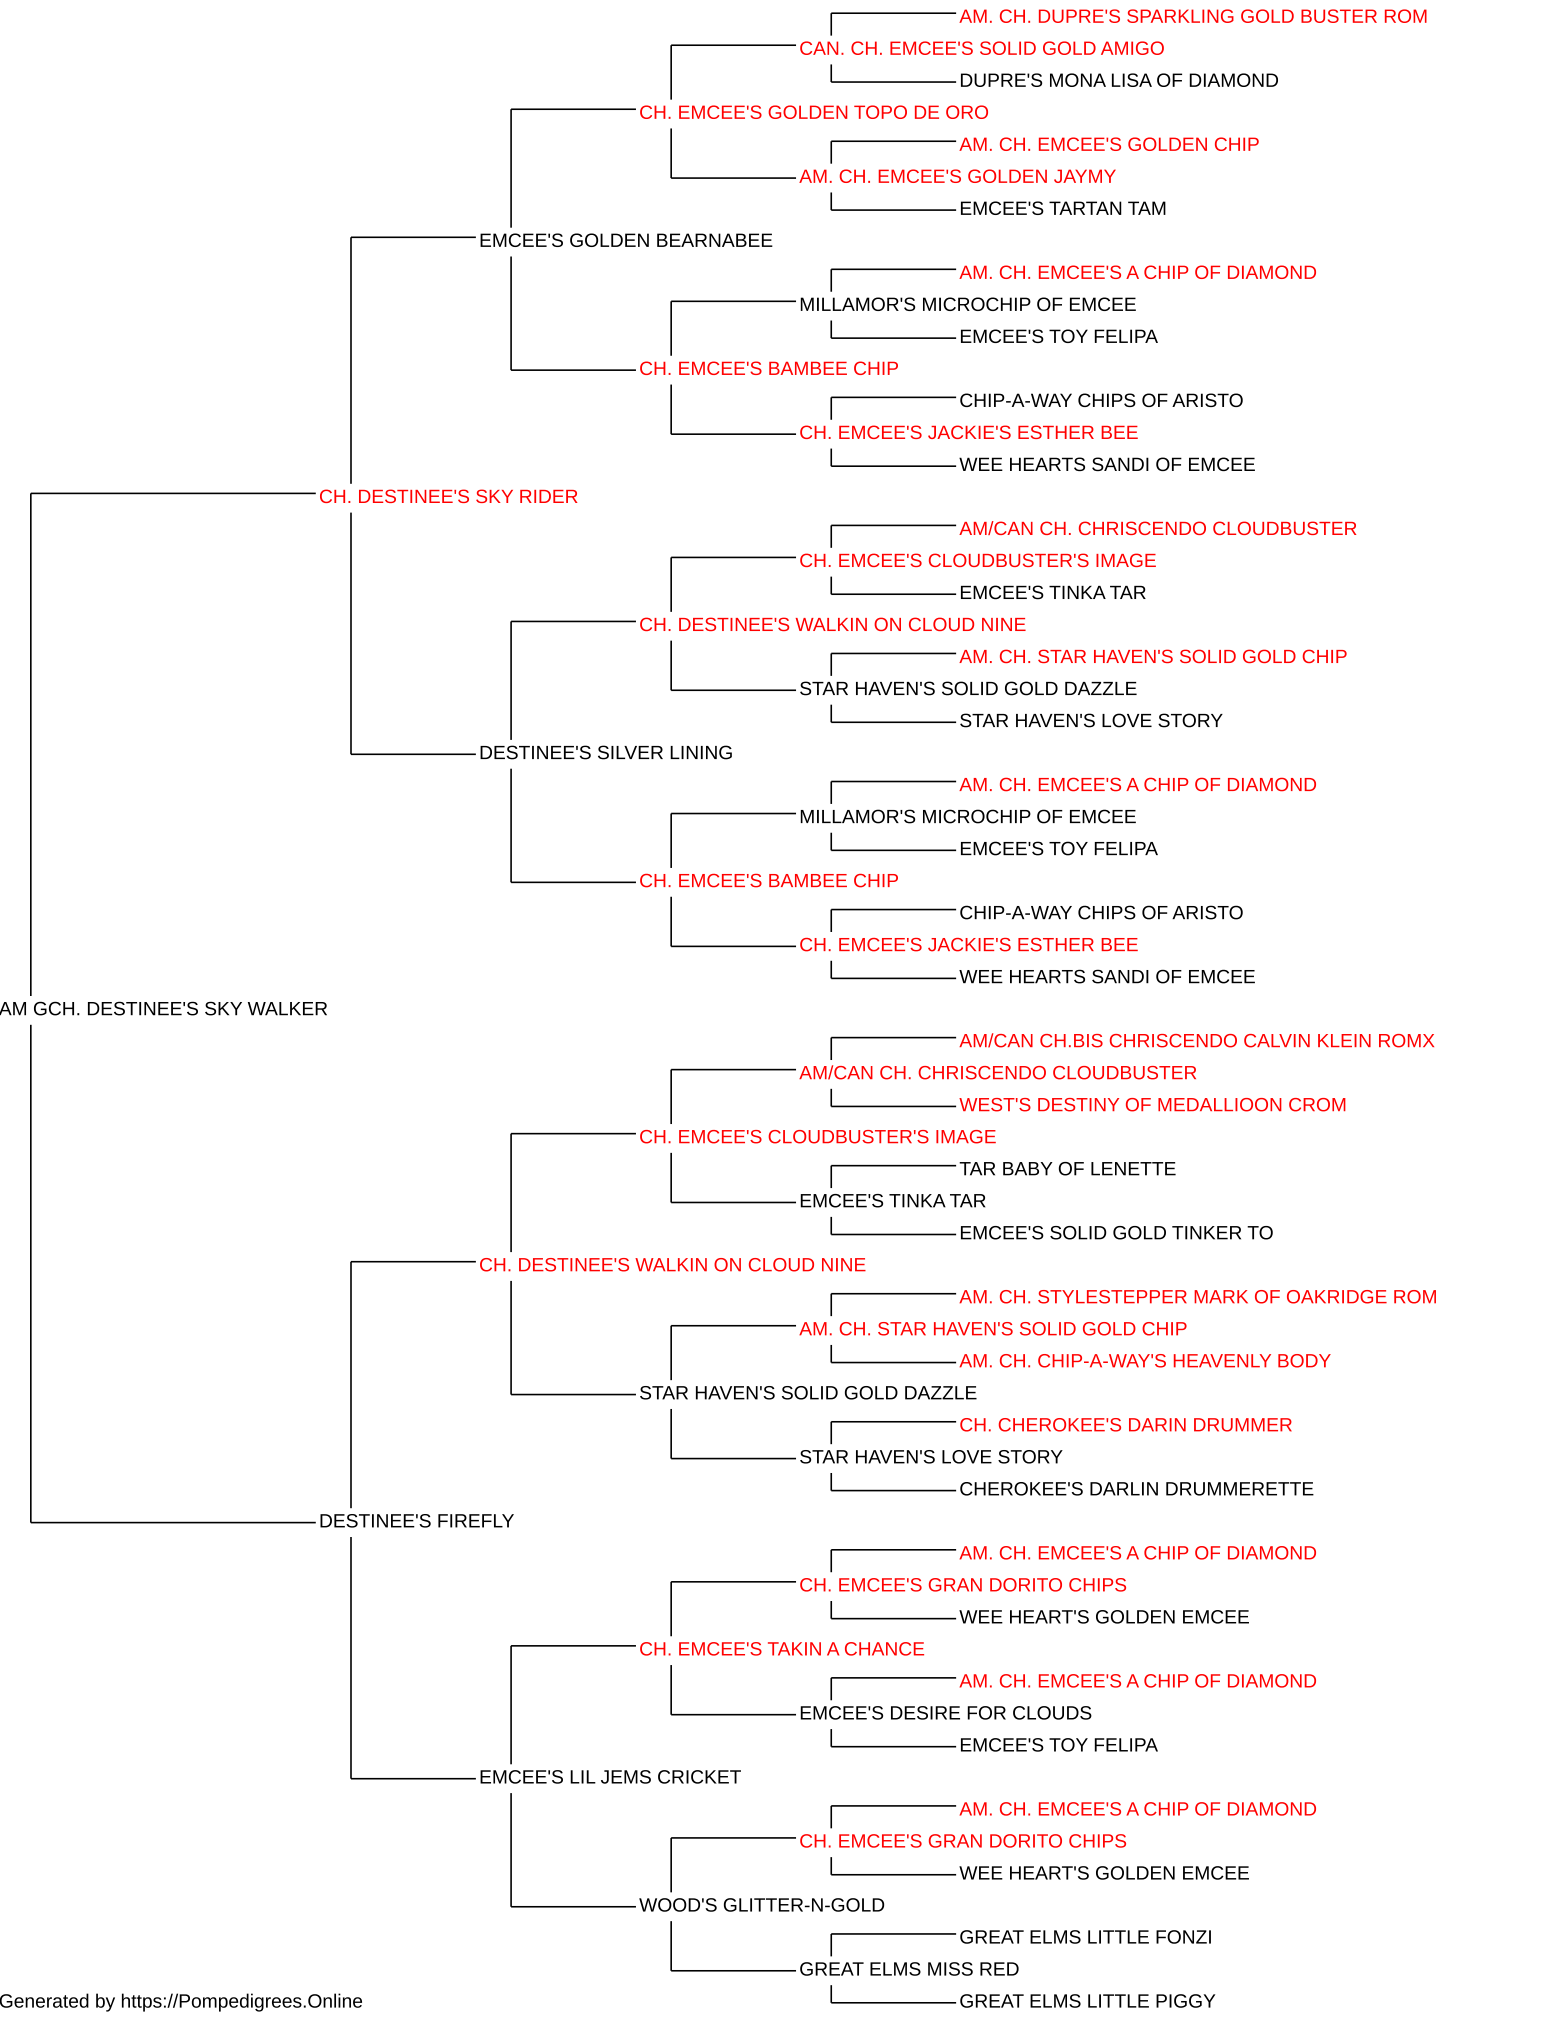 AM. CH. DUPRE'S SPARKLING GOLD BUSTER ROM
CAN. CH. EMCEE'S SOLID GOLD AMIGO
DUPRE'S MONA LISA OF DIAMOND
CH. EMCEE'S GOLDEN TOPO DE ORO
AM. CH. EMCEE'S GOLDEN CHIP
AM. CH. EMCEE'S GOLDEN JAYMY
EMCEE'S TARTAN TAM
EMCEE'S GOLDEN BEARNABEE
AM. CH. EMCEE'S A CHIP OF DIAMOND
MILLAMOR'S MICROCHIP OF EMCEE
EMCEE'S TOY FELIPA
CH. EMCEE'S BAMBEE CHIP
CHIP-A-WAY CHIPS OF ARISTO
CH. EMCEE'S JACKIE'S ESTHER BEE
WEE HEARTS SANDI OF EMCEE
CH. DESTINEE'S SKY RIDER
AM/CAN CH. CHRISCENDO CLOUDBUSTER
CH. EMCEE'S CLOUDBUSTER'S IMAGE
EMCEE'S TINKA TAR
CH. DESTINEE'S WALKIN ON CLOUD NINE
AM. CH. STAR HAVEN'S SOLID GOLD CHIP
STAR HAVEN'S SOLID GOLD DAZZLE
STAR HAVEN'S LOVE STORY
DESTINEE'S SILVER LINING
AM. CH. EMCEE'S A CHIP OF DIAMOND
MILLAMOR'S MICROCHIP OF EMCEE
EMCEE'S TOY FELIPA
CH. EMCEE'S BAMBEE CHIP
CHIP-A-WAY CHIPS OF ARISTO
CH. EMCEE'S JACKIE'S ESTHER BEE
WEE HEARTS SANDI OF EMCEE
AM GCH. DESTINEE'S SKY WALKER
AM/CAN CH.BIS CHRISCENDO CALVIN KLEIN ROMX
AM/CAN CH. CHRISCENDO CLOUDBUSTER
WEST'S DESTINY OF MEDALLIOON CROM
CH. EMCEE'S CLOUDBUSTER'S IMAGE
TAR BABY OF LENETTE
EMCEE'S TINKA TAR
EMCEE'S SOLID GOLD TINKER TO
CH. DESTINEE'S WALKIN ON CLOUD NINE
AM. CH. STYLESTEPPER MARK OF OAKRIDGE ROM
AM. CH. STAR HAVEN'S SOLID GOLD CHIP
AM. CH. CHIP-A-WAY'S HEAVENLY BODY
STAR HAVEN'S SOLID GOLD DAZZLE
CH. CHEROKEE'S DARIN DRUMMER
STAR HAVEN'S LOVE STORY
CHEROKEE'S DARLIN DRUMMERETTE
DESTINEE'S FIREFLY
AM. CH. EMCEE'S A CHIP OF DIAMOND
CH. EMCEE'S GRAN DORITO CHIPS
WEE HEART'S GOLDEN EMCEE
CH. EMCEE'S TAKIN A CHANCE
AM. CH. EMCEE'S A CHIP OF DIAMOND
EMCEE'S DESIRE FOR CLOUDS
EMCEE'S TOY FELIPA
EMCEE'S LIL JEMS CRICKET
AM. CH. EMCEE'S A CHIP OF DIAMOND
CH. EMCEE'S GRAN DORITO CHIPS
WEE HEART'S GOLDEN EMCEE
WOOD'S GLITTER-N-GOLD
GREAT ELMS LITTLE FONZI
GREAT ELMS MISS RED
GREAT ELMS LITTLE PIGGY
Generated by https://Pompedigrees.Online